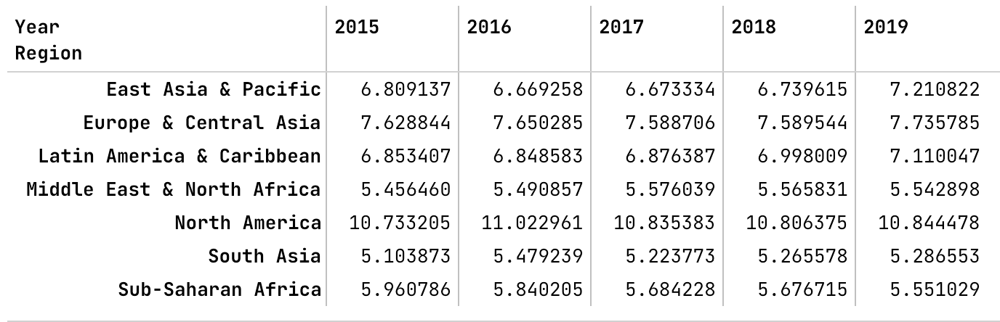 Year 2015 2016 2017 2018 2019
Region
East Asia & Pacific 6.809137 6.669258 6.673334 6.739615 7.210822
Europe & Central Asia 7.628844 7.650285 7.588706 7.589544 7.735785
Latin America & Caribbean 6.853407 6.848583 6.876387 6.998009 7.110047
Middle East & North Africa 5.456460 5.490857 5.576039 5.565831 5.542898
North America 10.733205 11.022961 10.835383 10.806375 10.844478
South Asia 5.103873 5.479239 5.223773 5.265578 5.286553
Sub-Saharan Africa 5.960786 5.840205 5.684228 5.676715 5.551029